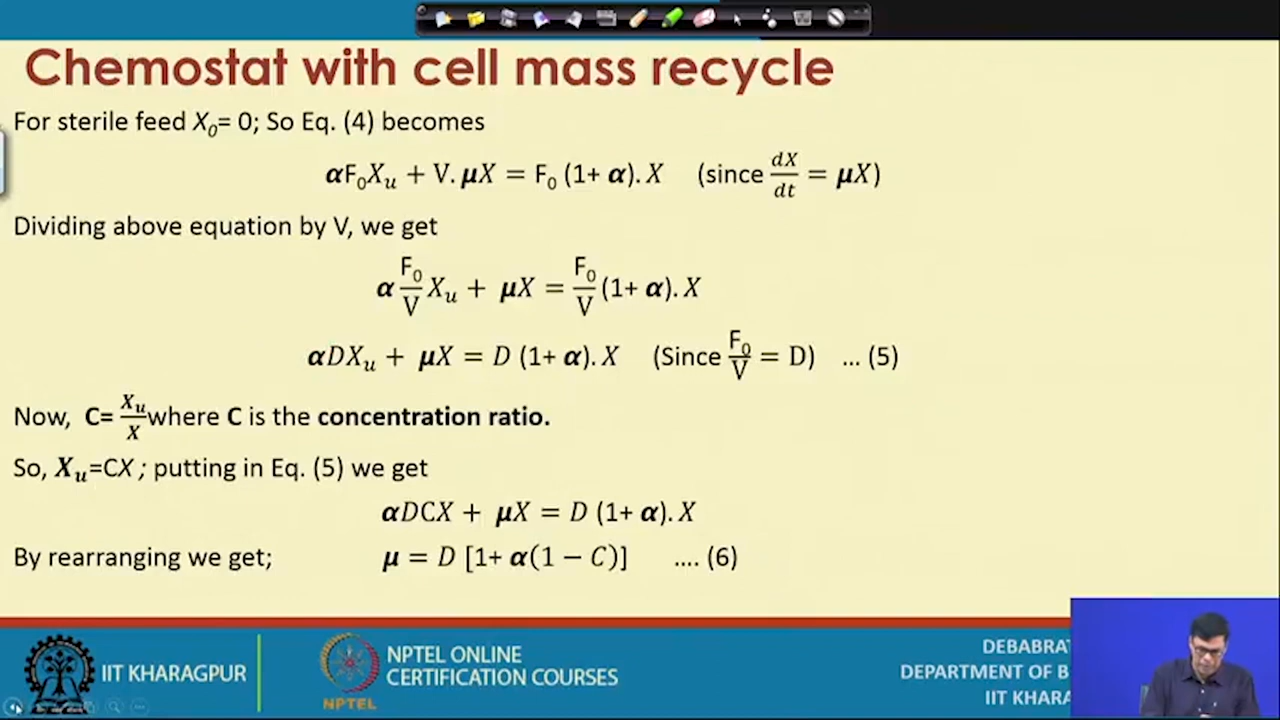 Chemostat with cell mass recycle
For sterile feed X₀= 0; So Eq. (4) becomes
αF₀Xᵤ + V. μX = F₀ (1+ α). X (since dX/dt = μX)
Dividing above equation by V, we get
α F₀/V Xᵤ + μX = F₀/V (1+ α). X
αDXᵤ + μX = D (1+ α). X (Since F₀/V = D) ... (5)
Now, C= Xᵤ/X where C is the concentration ratio.
So, Xᵤ=CX ; putting in Eq. (5) we get
αDCX + μX = D (1+ α). X
By rearranging we get; μ = D [1+ α(1 − C)] .... (6)
IIT KHARAGPUR
NPTEL
NPTEL ONLINE
CERTIFICATION COURSES
DEBABRAT
DEPARTMENT OF B
IIT KHARA